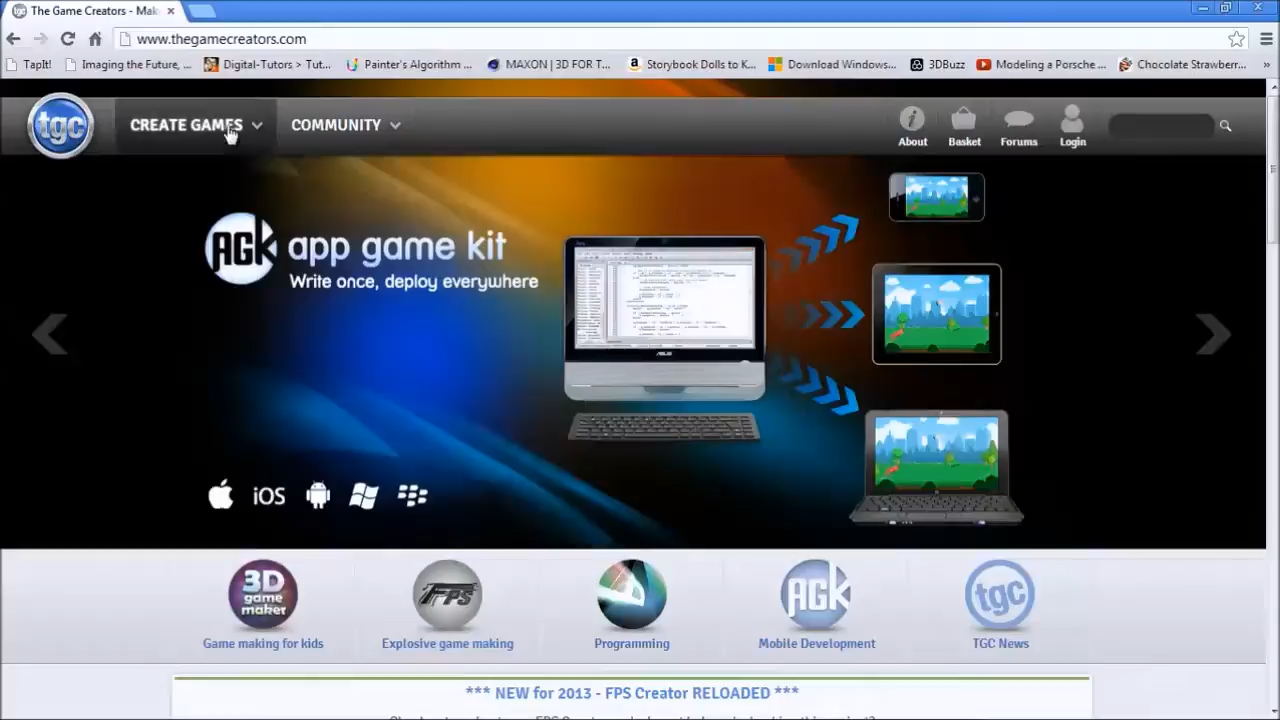 The Game Creators - Mak
www.thegamecreators.com
TapIt!
Imaging the Future, ...
Digital-Tutors > Tut...
Painter's Algorithm ...
MAXON | 3D FOR T...
Storybook Dolls to K...
Download Windows...
3DBuzz
Modeling a Porsche ...
Chocolate Strawberr...
»
tgc
CREATE GAMES
COMMUNITY
About
Basket
Forums
Login
AGK app game kit
Write once, deploy everywhere
ASUS
iOS
3D game maker
FPS
AGK
tgc
Game making for kids
Explosive game making
Programming
Mobile Development
TGC News
*** NEW for 2013 - FPS Creator RELOADED ***